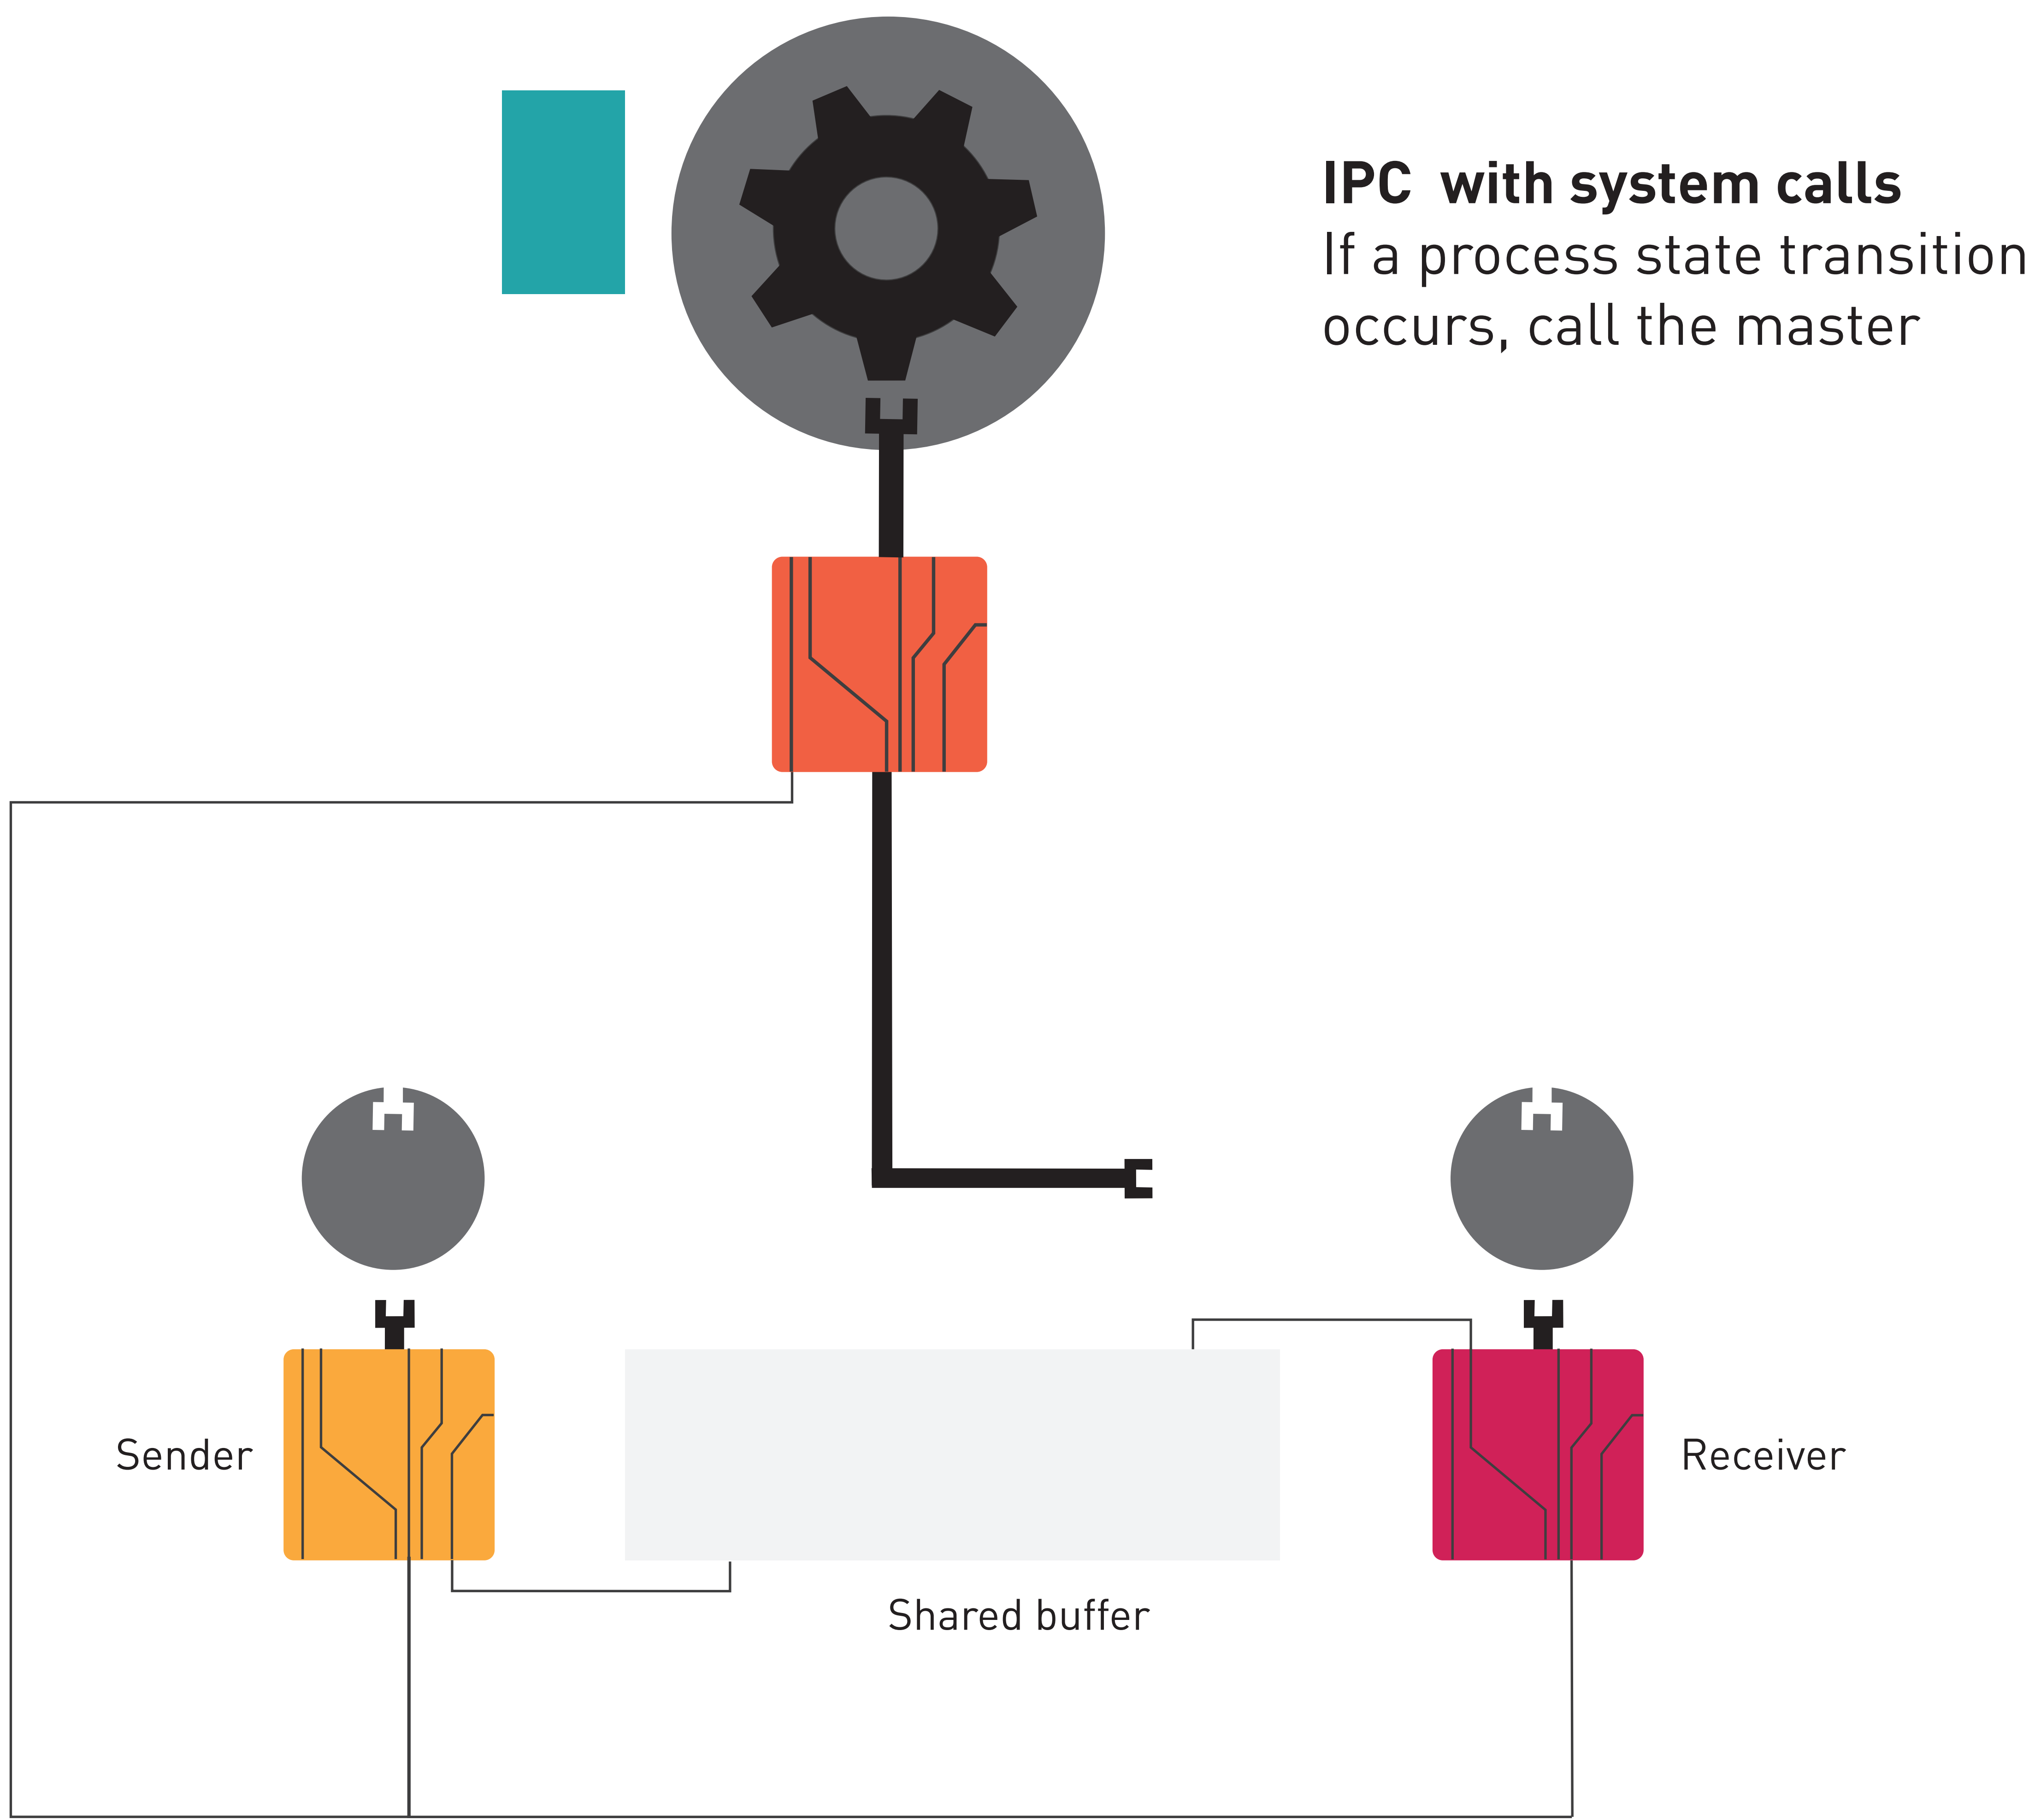 IPC with system calls
If a process state transition
occurs, call the master
Sender
Receiver
Shared buffer